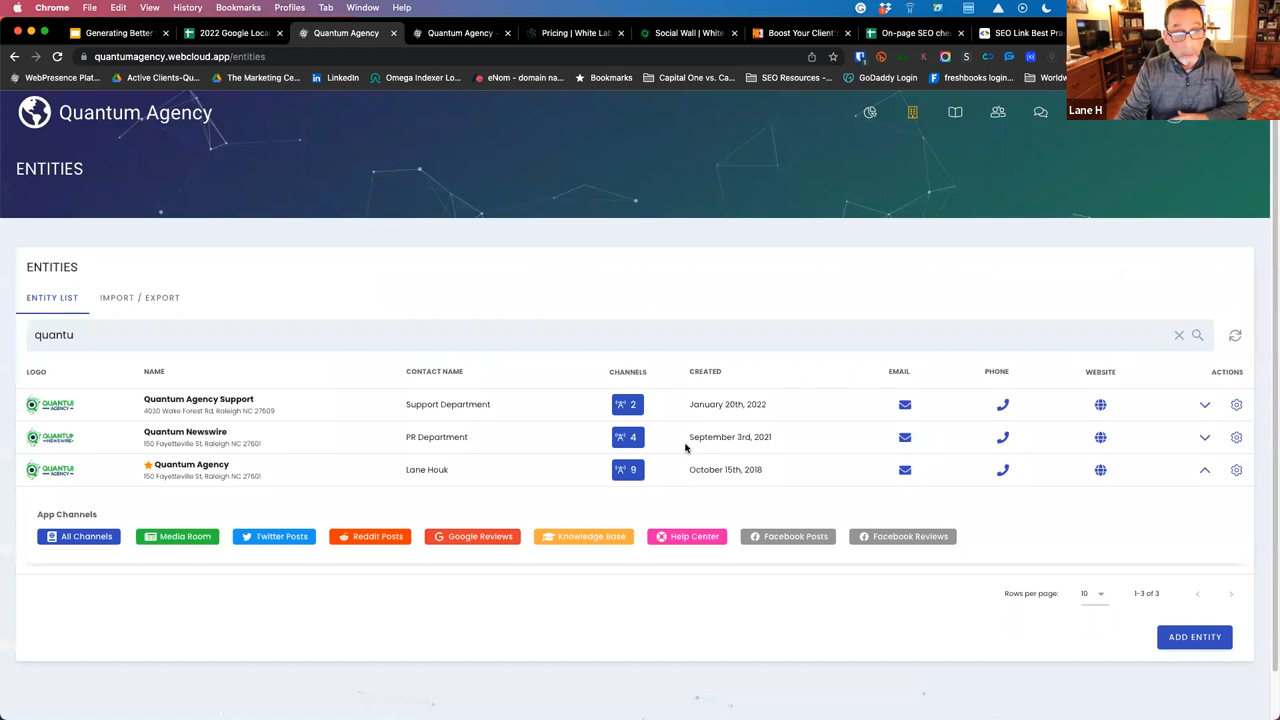 Chrome File Edit View History Bookmarks Profiles Tab Window Help
Generating Better
2022 Google Loca
Quantum Agency
Quantum Agency -
Pricing | White Lab
Social Wall | White
Boost Your Client's
On-page SEO che
SEO Link Best Pra
quantumagency.webcloud.app/entities
WebPresence Plat...
Active Clients-Qu...
The Marketing Ce...
LinkedIn
Omega Indexer Lo...
eNom - domain na...
Bookmarks
Capital One vs. Ca...
SEO Resources -...
GoDaddy Login
freshbooks login...
Worldw
Lane H
Quantum Agency
ENTITIES
ENTITIES
ENTITY LIST IMPORT / EXPORT
quantu
LOGO NAME CONTACT NAME CHANNELS CREATED EMAIL PHONE WEBSITE ACTIONS
Quantum Agency Support
4030 Wake Forest Rd, Raleigh NC 27609
Support Department 2 January 20th, 2022
Quantum Newswire
150 Fayetteville St, Raleigh NC 27601
PR Department 4 September 3rd, 2021
Quantum Agency
150 Fayetteville St, Raleigh NC 27601
Lane Houk 9 October 15th, 2018
App Channels
All Channels Media Room Twitter Posts Reddit Posts Google Reviews Knowledge Base Help Center Facebook Posts Facebook Reviews
Rows per page: 10 1-3 of 3
ADD ENTITY